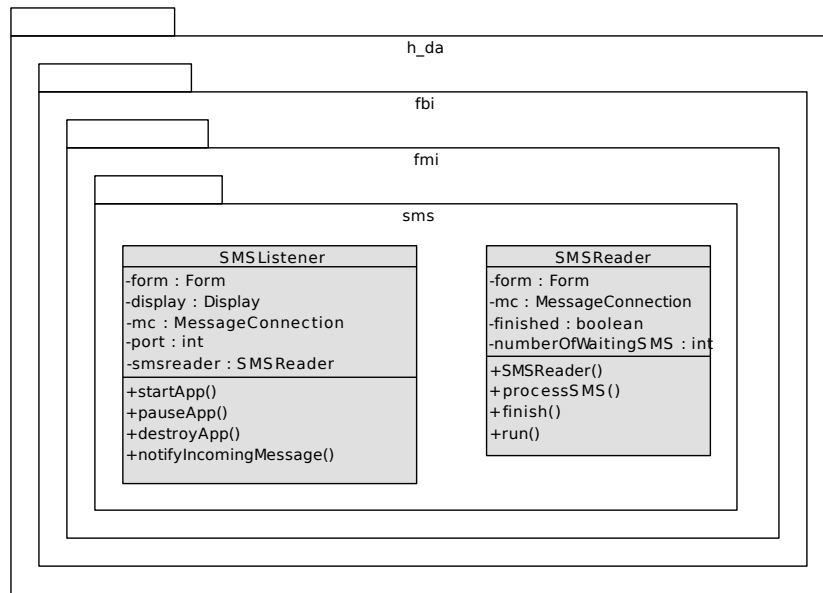 h_da
fbi
fmi
sms
SMSListener
-form : Form
-display : Display
-mc : MessageConnection
-port : int
-smsreader : SMSReader
+startApp()
+pauseApp()
+destroyApp()
+notifyIncomingMessage()
SMSReader
-form : Form
-mc : MessageConnection
-finished : boolean
-numberOfWaitingSMS : int
+SMSReader()
+processSMS()
+finish()
+run()